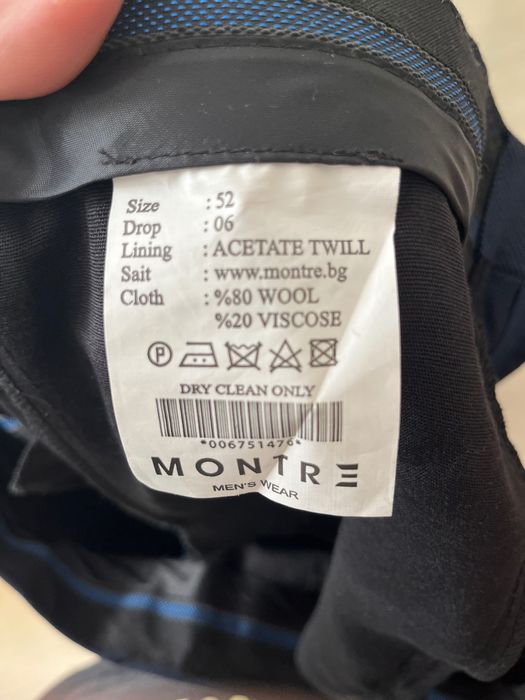 Size : 52
Drop : 06
Lining : ACETATE TWILL
Sait : www.montre.bg
Cloth : %80 WOOL
%20 VISCOSE
P
DRY CLEAN ONLY
*006751476*
MONTRE
MEN'S WEAR